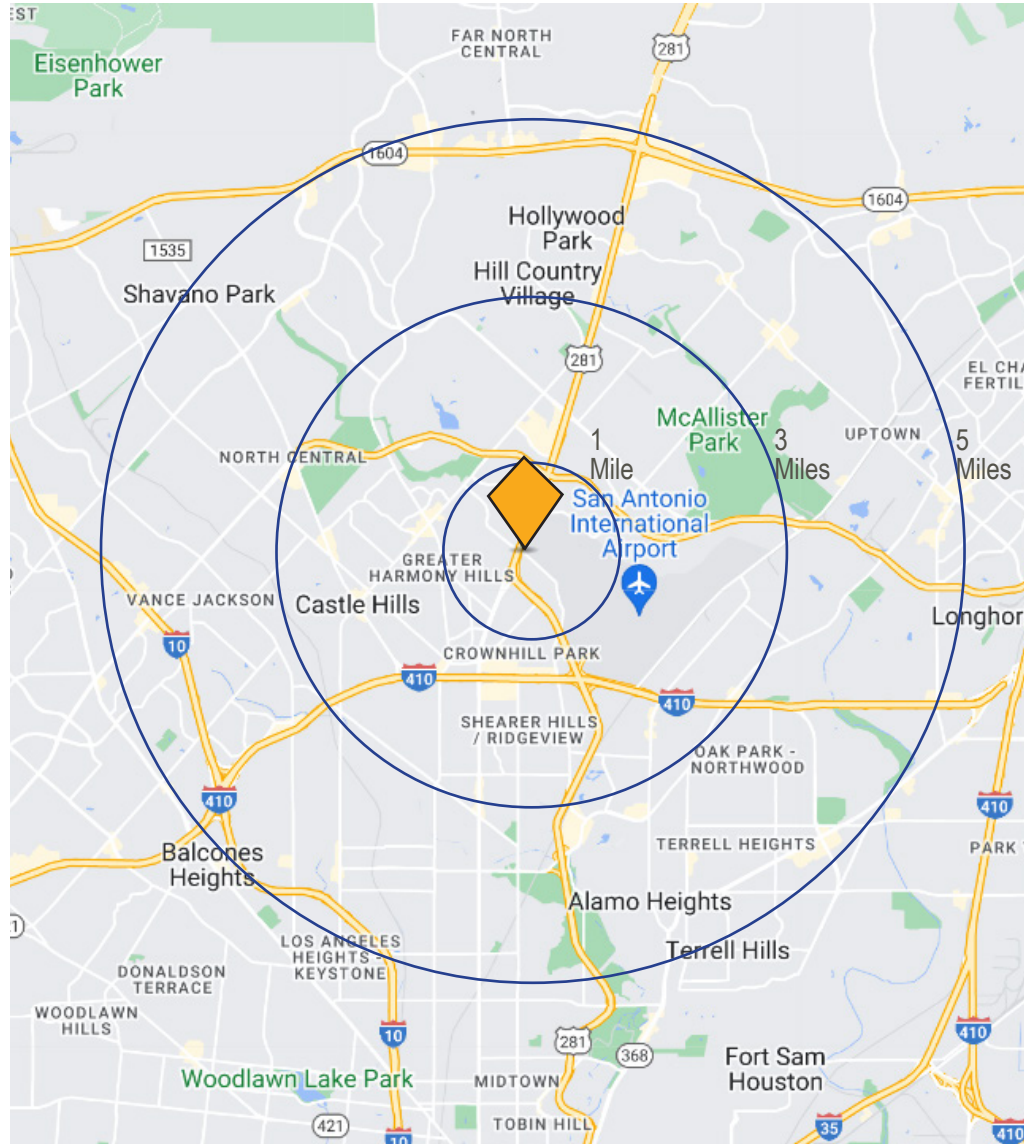 EST
FAR NORTH
CENTRAL
281
Eisenhower
Park
1604
1604
Hollywood
Park
1535
Hill Country
Village
Shavano Park
281
EL CHA
FERTIL
McAllister
Park
1
Mile
3
Miles
UPTOWN
5
Miles
NORTH CENTRAL
San Antonio
International
Airport
GREATER
HARMONY HILLS
VANCE JACKSON
Castle Hills
Longhor
10
CROWNHILL PARK
410
410
SHEARER HILLS
/ RIDGEVIEW
OAK PARK -
NORTHWOOD
410
410
TERRELL HEIGHTS
PARK
Balcones
Heights
Alamo Heights
1
LOS ANGELES
HEIGHTS -
KEYSTONE
Terrell Hills
DONALDSON
TERRACE
WOODLAWN
HILLS
10
281
368
410
Fort Sam
Houston
Woodlawn Lake Park
MIDTOWN
421
TOBIN HILL
10
35
410